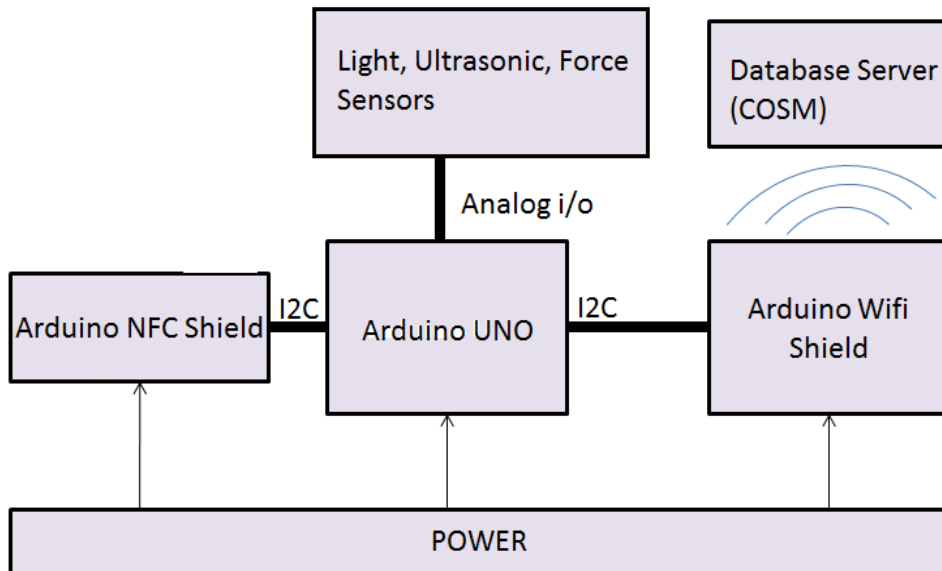 Light, Ultrasonic, Force
Sensors
Database Server
(COSM)
Analog i/o
Arduino NFC Shield
I2C
Arduino UNO
I2C
Arduino Wifi
Shield
POWER